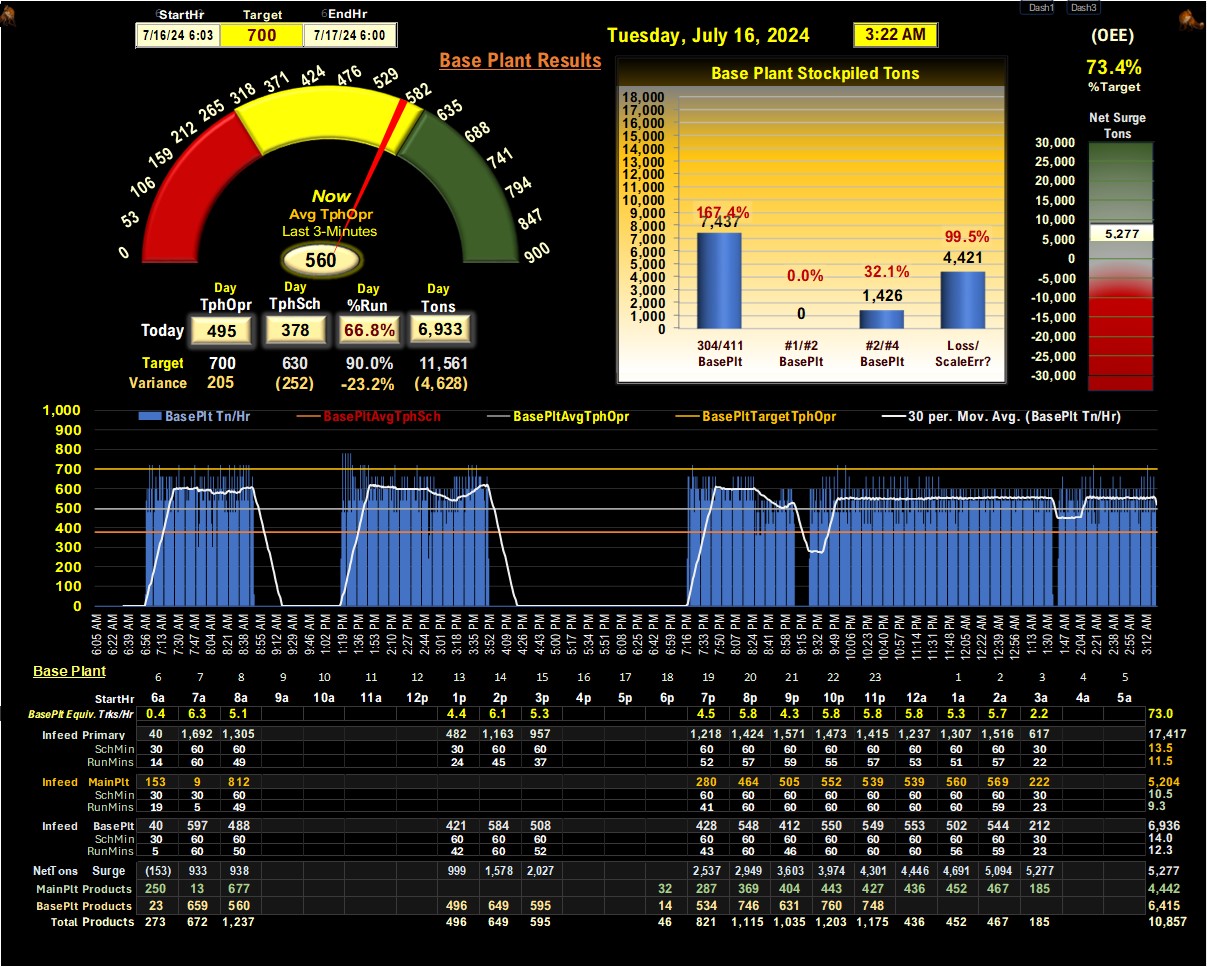 Dash1 Dash3
StartHr Target EndHr
7/16/24 6:03 700 7/17/24 6:00
Tuesday, July 16, 2024 3:22 AM
(OEE)
73.4%
%Target
Base Plant Results
0 53 106 159 212 265 318 371 424 476 529 582 635 688 741 794 847 900
Now
Avg TphOpr
Last 3-Minutes
560
Day Day Day Day
TphOpr TphSch %Run Tons
Today 495 378 66.8% 6,933
Target 700 630 90.0% 11,561
Variance 205 (252) -23.2% (4,628)
Base Plant Stockpiled Tons
18,000
17,000
16,000
15,000
14,000
13,000
12,000
11,000
10,000
9,000
8,000
7,000
6,000
5,000
4,000
3,000
2,000
1,000
0
167.4% 0.0% 32.1% 99.5%
7,437 0 1,426 4,421
304/411 #1/#2 #2/#4 Loss/
BasePlt BasePlt BasePlt ScaleErr?
Net Surge
Tons
30,000
25,000
20,000
15,000
10,000
5,000
0
-5,000
-10,000
-15,000
-20,000
-25,000
-30,000
5,277
BasePlt Tn/Hr BasePltAvgTphSch BasePltAvgTphOpr BasePltTargetTphOpr 30 per. Mov. Avg. (BasePlt Tn/Hr)
1,000
900
800
700
600
500
400
300
200
100
0
6:05 AM 6:22 AM 6:39 AM 6:56 AM 7:13 AM 7:30 AM 7:47 AM 8:04 AM 8:21 AM 8:38 AM 8:55 AM 9:12 AM 9:29 AM 9:46 AM 1:02 PM 1:19 PM 1:36 PM 1:53 PM 2:10 PM 2:27 PM 2:44 PM 3:01 PM 3:18 PM 3:35 PM 3:52 PM 4:09 PM 4:26 PM 4:43 PM 5:00 PM 5:17 PM 5:34 PM 5:51 PM 6:08 PM 6:25 PM 6:42 PM 6:59 PM 7:16 PM 7:33 PM 7:50 PM 8:07 PM 8:24 PM 8:41 PM 8:58 PM 9:15 PM 9:32 PM 9:49 PM 10:06 PM 10:23 PM 10:40 PM 10:57 PM 11:14 PM 11:31 PM 11:48 PM 12:05 AM 12:22 AM 12:39 AM 12:56 AM 1:13 AM 1:30 AM 1:47 AM 2:04 AM 2:21 AM 2:38 AM 2:55 AM 3:12 AM
Base Plant
6 7 8 9 10 11 12 13 14 15 16 17 18 19 20 21 22 23 1 2 3 4 5
StartHr 6a 7a 8a 9a 10a 11a 12p 1p 2p 3p 4p 5p 6p 7p 8p 9p 10p 11p 12a 1a 2a 3a 4a 5a
BasePlt Equiv. Trks/Hr 0.4 6.3 5.1 4.4 6.1 5.3 4.5 5.8 4.3 5.8 5.8 5.8 5.3 5.7 2.2 73.0
Infeed Primary 40 1,692 1,305 482 1,163 957 1,218 1,424 1,571 1,473 1,415 1,237 1,307 1,516 617 17,417
SchMin 30 60 60 30 60 60 60 60 60 60 60 60 60 60 30 13.5
RunMins 14 60 49 24 45 37 52 57 59 55 57 53 51 57 22 11.5
Infeed MainPlt 153 9 812 280 464 505 552 539 539 560 569 222 5,204
SchMin 30 30 60 60 60 60 60 60 60 60 60 30 10.5
RunMins 19 5 49 41 60 60 60 60 60 60 59 23 9.3
Infeed BasePlt 40 597 488 421 584 508 428 548 412 550 549 553 502 544 212 6,936
SchMin 30 60 60 60 60 60 60 60 60 60 60 60 60 60 30 14.0
RunMins 5 60 50 42 60 52 43 60 46 60 60 60 56 59 23 12.3
NetTons Surge (153) 933 938 999 1,578 2,027 2,537 2,949 3,603 3,974 4,301 4,446 4,691 5,094 5,277 5,277
MainPlt Products 250 13 677 32 287 369 404 443 427 436 452 467 185 4,442
BasePlt Products 23 659 560 496 649 595 14 534 746 631 760 748 6,415
Total Products 273 672 1,237 496 649 595 46 821 1,115 1,035 1,203 1,175 436 452 467 185 10,857